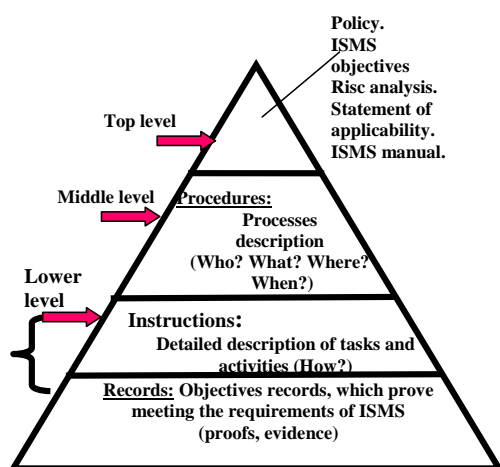 Policy.
ISMS
objectives
Risc analysis.
Statement of
applicability.
ISMS manual.
Top level
Middle level
Procedures:
Processes
description
(Who? What? Where?
When?)
Lower
level
Instructions:
Detailed description of tasks and
activities (How?)
Records: Objectives records, which prove
meeting the requirements of ISMS
(proofs, evidence)